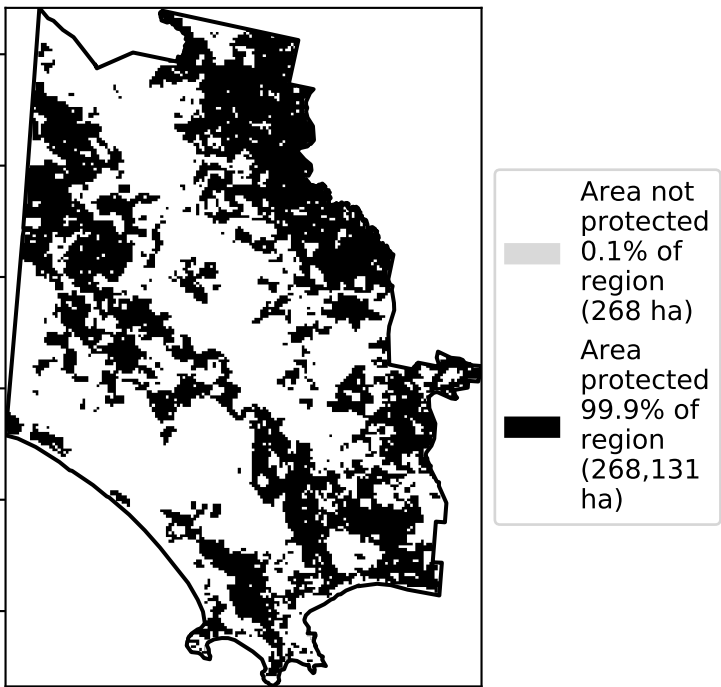 Area not
protected
0.1% of
region
(268 ha)
Area
protected
99.9% of
region
(268,131
ha)